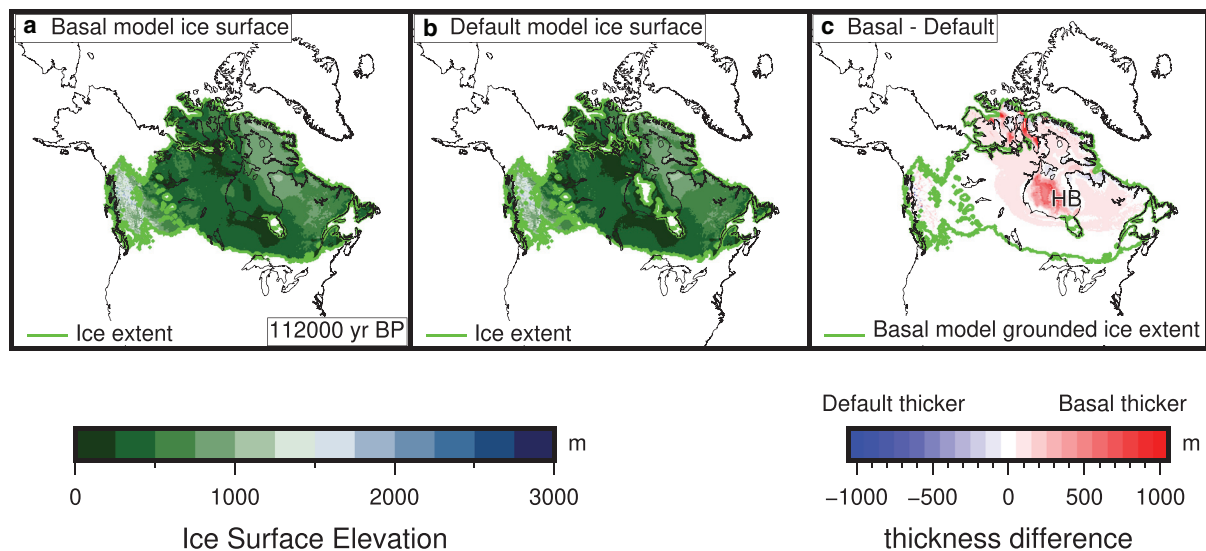 a Basal model ice surface
b Default model ice surface
c Basal - Default
HB
Ice extent
112000 yr BP
Ice extent
Basal model grounded ice extent
Default thicker
Basal thicker
m
0
1000
2000
3000
Ice Surface Elevation
m
−1000
−500
0
500
1000
thickness difference